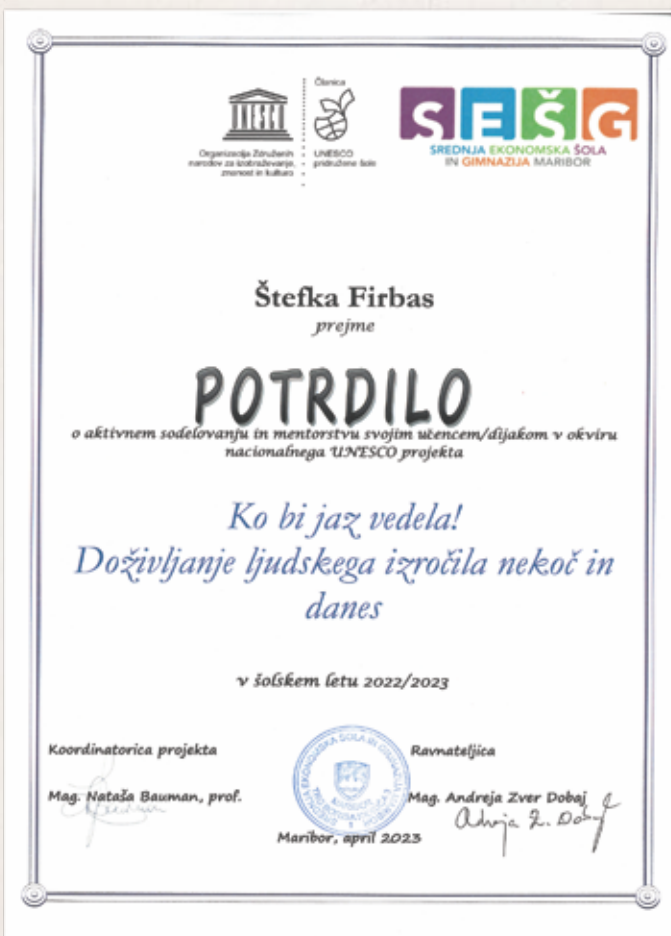 UNESCO
Organizacija Združenih
narodov za izobraževanje,
znanost in kulturo
Članica
UNESCO
pridružene šole
SEŠG
SREDNJA EKONOMSKA ŠOLA
IN GIMNAZIJA MARIBOR
Štefka Firbas
prejme
POTRDILO
o aktivnem sodelovanju in mentorstvu svojim učencem/dijakom v okviru
nacionalnega UNESCO projekta
Ko bi jaz vedela!
Doživljanje ljudskega izročila nekoč in
danes
v šolskem letu 2022/2023
Koordinatorica projekta
Ravnateljica
Mag. Nataša Bauman, prof.
Mag. Andreja Zver Dobaj
Maribor, april 2023